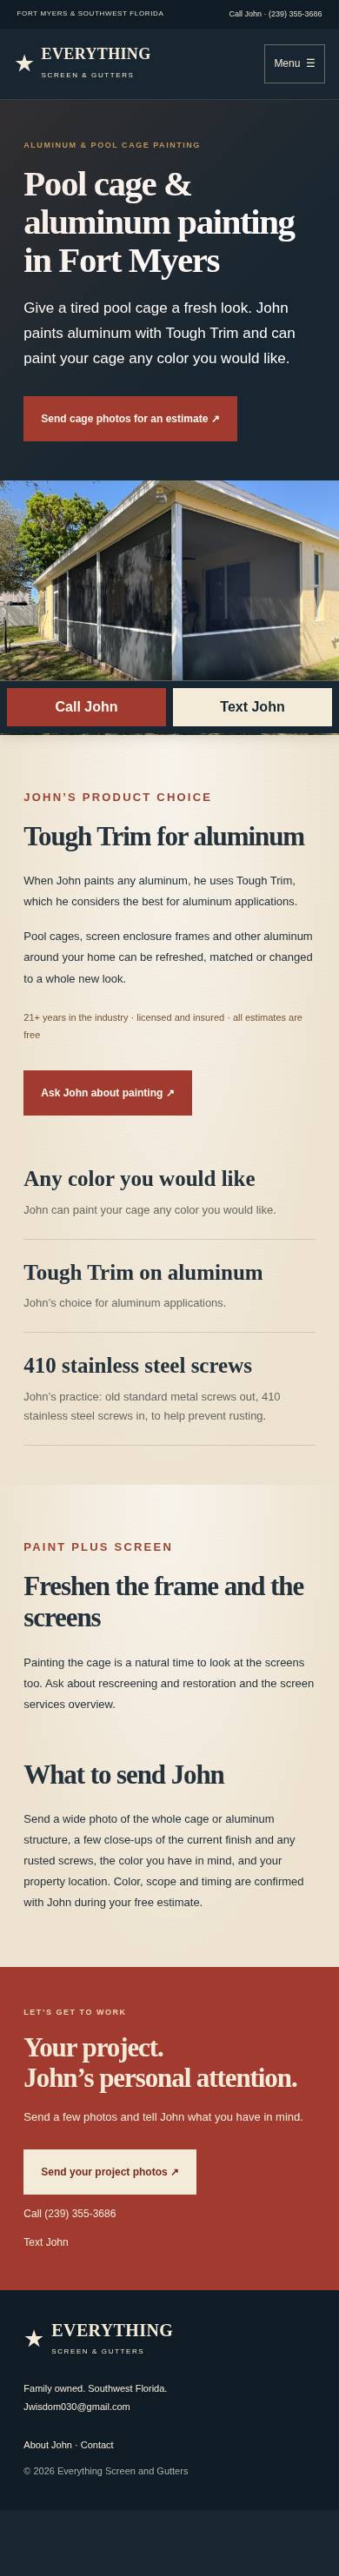 FORT MYERS & SOUTHWEST FLORIDA
Call John · (239) 355-3686
EVERYTHING
SCREEN & GUTTERS
Menu ☰
ALUMINUM & POOL CAGE PAINTING
Pool cage &
aluminum painting
in Fort Myers
Give a tired pool cage a fresh look. John
paints aluminum with Tough Trim and can
paint your cage any color you would like.
Send cage photos for an estimate ↗
Call John
Text John
JOHN’S PRODUCT CHOICE
Tough Trim for aluminum
When John paints any aluminum, he uses Tough Trim,
which he considers the best for aluminum applications.
Pool cages, screen enclosure frames and other aluminum
around your home can be refreshed, matched or changed
to a whole new look.
21+ years in the industry · licensed and insured · all estimates are
free
Ask John about painting ↗
Any color you would like
John can paint your cage any color you would like.
Tough Trim on aluminum
John’s choice for aluminum applications.
410 stainless steel screws
John’s practice: old standard metal screws out, 410
stainless steel screws in, to help prevent rusting.
PAINT PLUS SCREEN
Freshen the frame and the
screens
Painting the cage is a natural time to look at the screens
too. Ask about rescreening and restoration and the screen
services overview.
What to send John
Send a wide photo of the whole cage or aluminum
structure, a few close-ups of the current finish and any
rusted screws, the color you have in mind, and your
property location. Color, scope and timing are confirmed
with John during your free estimate.
LET’S GET TO WORK
Your project.
John’s personal attention.
Send a few photos and tell John what you have in mind.
Send your project photos ↗
Call (239) 355-3686
Text John
EVERYTHING
SCREEN & GUTTERS
Family owned. Southwest Florida.
Jwisdom030@gmail.com
About John · Contact
© 2026 Everything Screen and Gutters